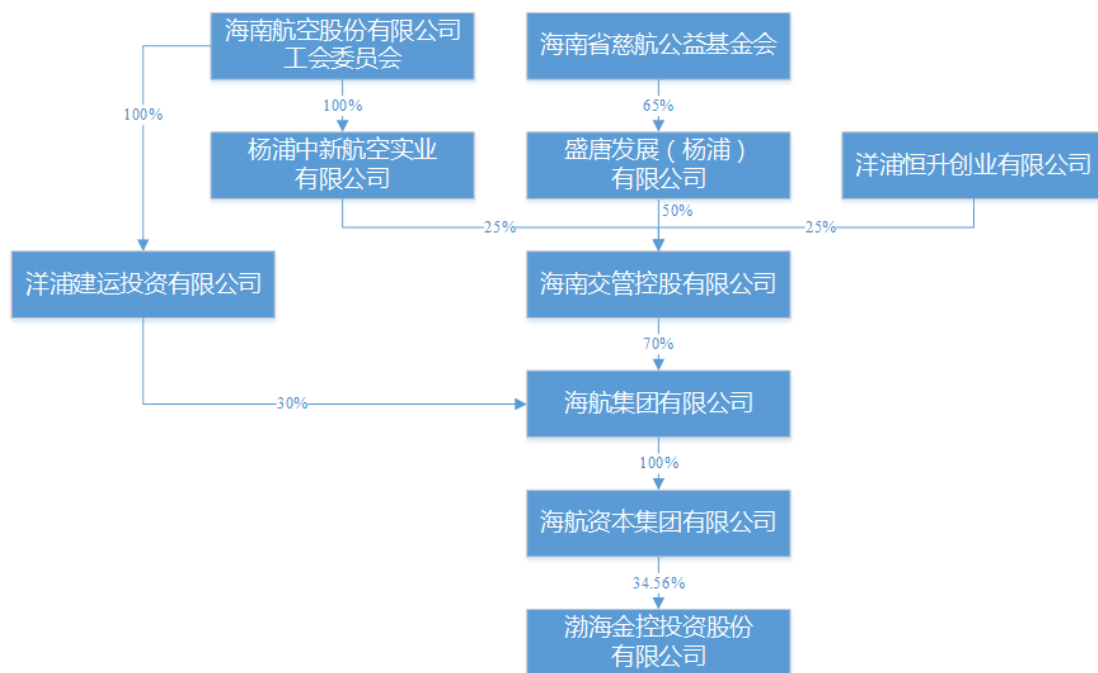 海南航空股份有限公司
工会委员会
海南省慈航公益基金会
100%
100%
65%
杨浦中新航空实业
有限公司
盛唐发展（杨浦）
有限公司
洋浦恒升创业有限公司
25%
50%
25%
洋浦建运投资有限公司
海南交管控股有限公司
70%
海航集团有限公司
30%
100%
海航资本集团有限公司
34.56%
渤海金控投资股份
有限公司